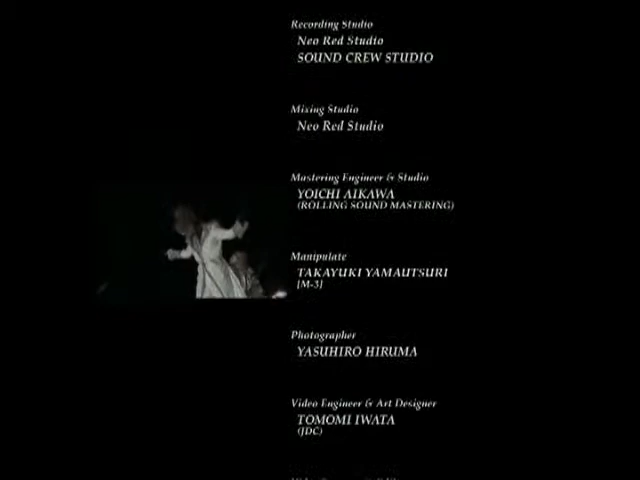 Recording Studio
Neo Red Studio
SOUND CREW STUDIO
Mixing Studio
Neo Red Studio
Mastering Engineer & Studio
YOICHI AIKAWA
(ROLLING SOUND MASTERING)
Manipulate
TAKAYUKI YAMAUTSURI
[M-3]
Photographer
YASUHIRO HIRUMA
Video Engineer & Art Designer
TOMOMI IWATA
(JDC)